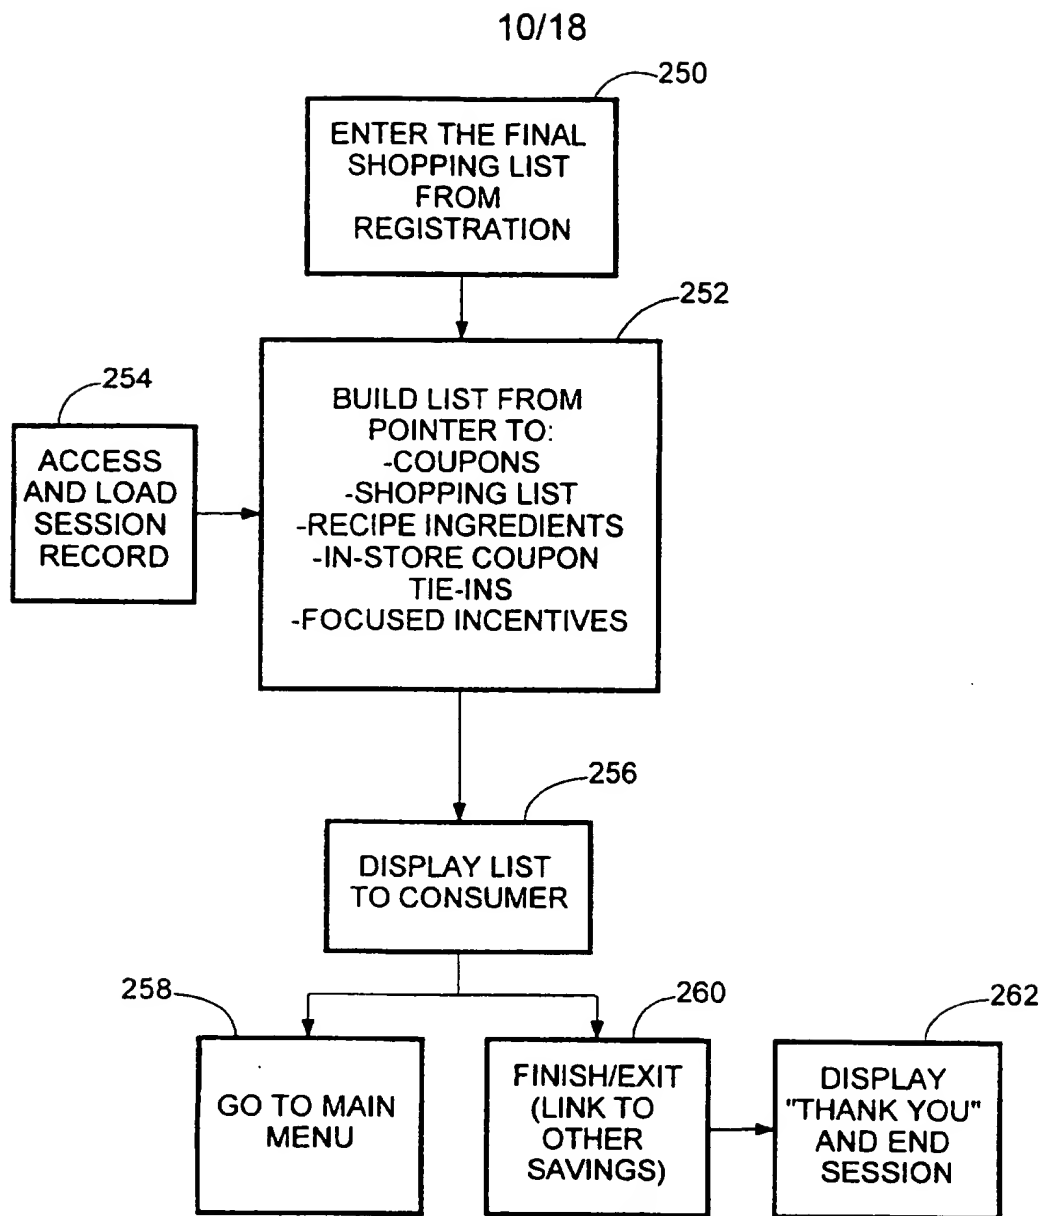 10/18
250
ENTER THE FINAL
SHOPPING LIST
FROM
REGISTRATION
252
BUILD LIST FROM
POINTER TO:
-COUPONS
-SHOPPING LIST
-RECIPE INGREDIENTS
-IN-STORE COUPON
TIE-INS
-FOCUSED INCENTIVES
254
ACCESS
AND LOAD
SESSION
RECORD
256
DISPLAY LIST
TO CONSUMER
258
GO TO MAIN
MENU
260
FINISH/EXIT
(LINK TO
OTHER
SAVINGS)
262
DISPLAY
"THANK YOU"
AND END
SESSION